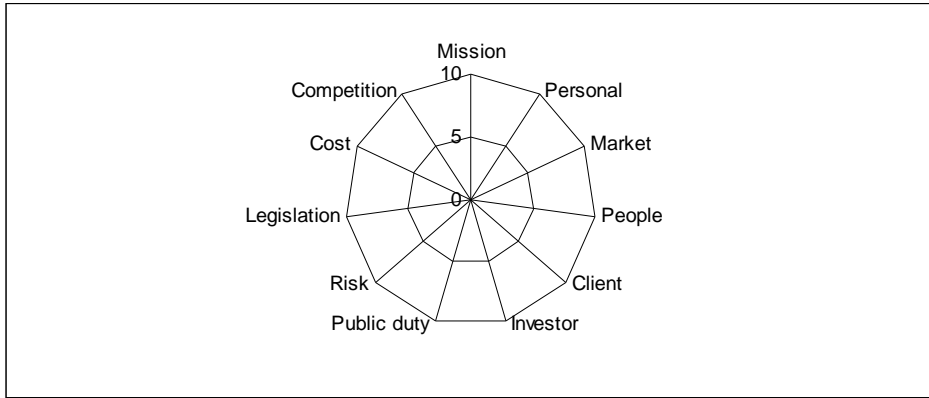 Mission
10
Competition
Personal
5
Cost
Market
0
Legislation
People
Risk
Client
Public duty
Investor